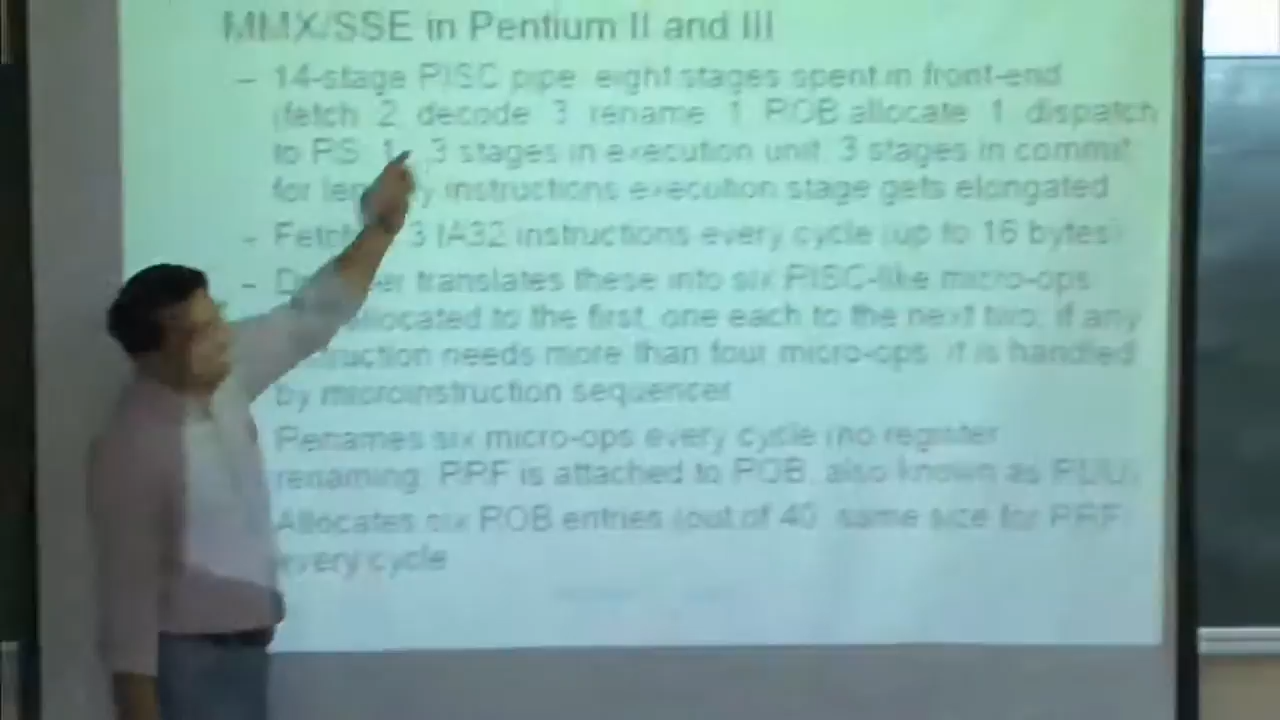 MMX/SSE in Pentium II and III
– 14-stage RISC pipe, eight stages spent in front-end
(fetch 2, decode 3, rename 1, ROB allocate 1, dispatch
to RS 1), 3 stages in execution unit, 3 stages in commit;
for instructions execution stage gets elongated
– 3 IA32 instructions every cycle (up to 16 bytes)
– translates these into six RISC-like micro-ops
to the first, one each to the next two; if any
needs more than four micro-ops, it is handled
by microinstruction sequencer
Renames six micro-ops every cycle (no register
renaming; RRF is attached to ROB, also known as RUU)
Allocates six ROB entries (out of 40, same size for RRF)
every cycle